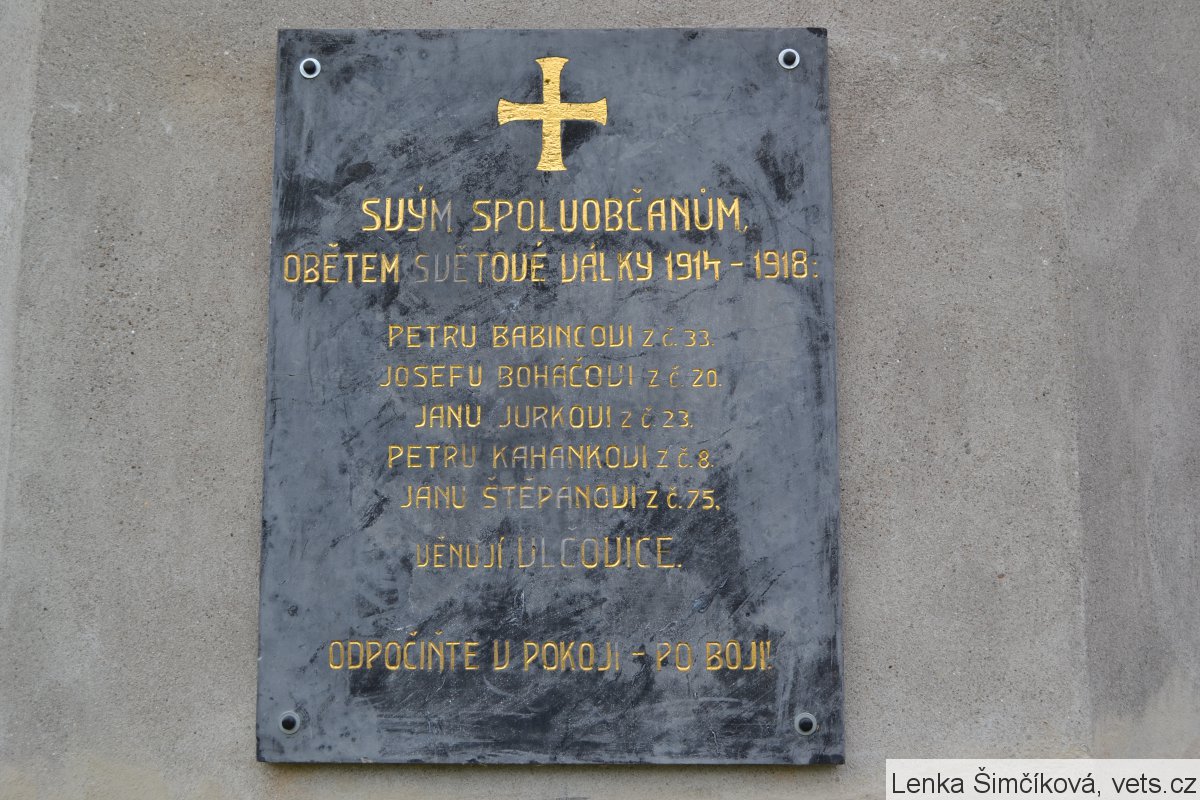 SVÝM SPOLUOBČANŮM,
OBĚTEM SVĚTOVÉ VÁLKY 1914 - 1918:
PETRU BABINCOVI Z Č. 33.
JOSEFU BOHÁČOVI Z Č. 20.
JANU JURKOVI Z Č. 23.
PETRU KAHANKOVI Z Č. 8.
JANU ŠTĚPÁNOVI Z Č. 75,
VĚNUJÍ VLČOVICE.
ODPOČIŇTE V POKOJI - PO BOJI!
Lenka Šimčíková, vets.cz